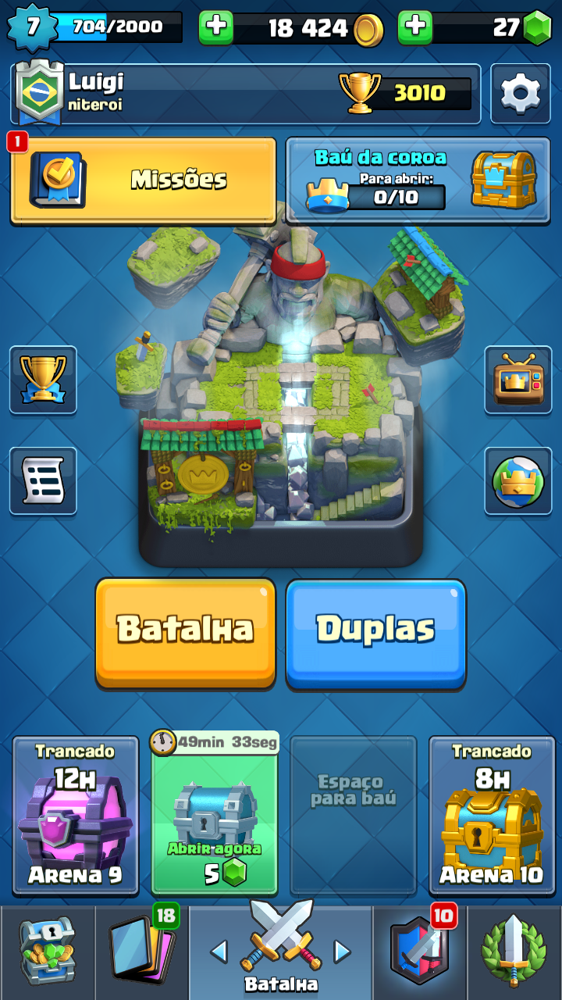 7
704/2000
18 424
27
Luigi
niteroi
3010
1
Missões
Baú da coroa
Para abrir:
0/10
Batalha
Duplas
Trancado
12H
Arena 9
49min 33seg
Abrir agora
5
Espaço
para baú
Trancado
8H
Arena 10
18
10
Batalha